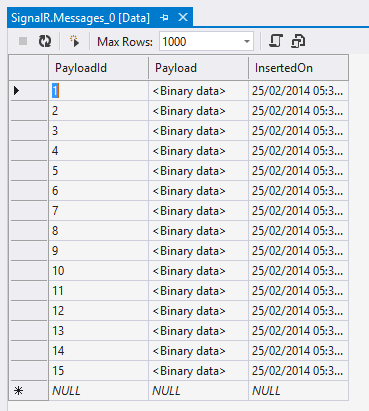 SignalR.Messages_0 [Data]
Max Rows: 1000
PayloadId Payload InsertedOn
1 <Binary data> 25/02/2014 05:3...
2 <Binary data> 25/02/2014 05:3...
3 <Binary data> 25/02/2014 05:3...
4 <Binary data> 25/02/2014 05:3...
5 <Binary data> 25/02/2014 05:3...
6 <Binary data> 25/02/2014 05:3...
7 <Binary data> 25/02/2014 05:3...
8 <Binary data> 25/02/2014 05:3...
9 <Binary data> 25/02/2014 05:3...
10 <Binary data> 25/02/2014 05:3...
11 <Binary data> 25/02/2014 05:3...
12 <Binary data> 25/02/2014 05:3...
13 <Binary data> 25/02/2014 05:3...
14 <Binary data> 25/02/2014 05:3...
15 <Binary data> 25/02/2014 05:3...
NULL NULL NULL